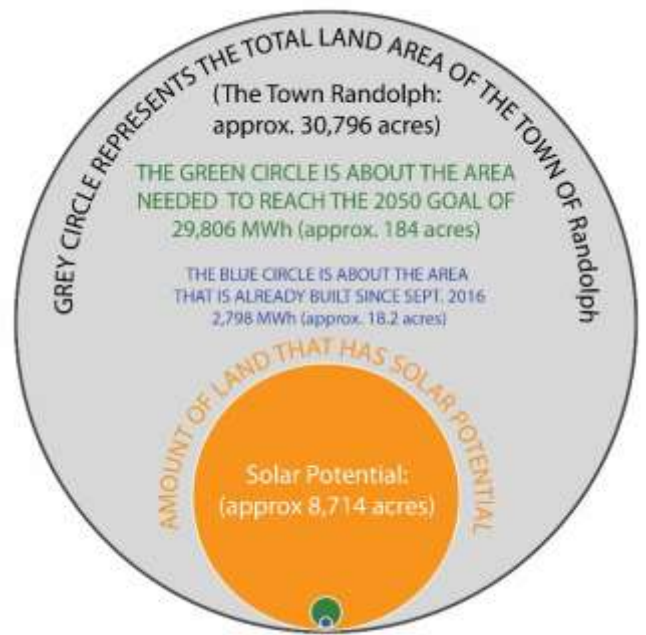 GREY CIRCLE REPRESENTS THE TOTAL LAND AREA OF THE TOWN OF Randolph
(The Town Randolph:
approx. 30,796 acres)
THE GREEN CIRCLE IS ABOUT THE AREA
NEEDED TO REACH THE 2050 GOAL OF
29,806 MWh (approx. 184 acres)
THE BLUE CIRCLE IS ABOUT THE AREA
THAT IS ALREADY BUILT SINCE SEPT. 2016
2,798 MWh (approx. 18.2 acres)
AMOUNT OF LAND THAT HAS SOLAR POTENTIAL
Solar Potential:
(approx 8,714 acres)